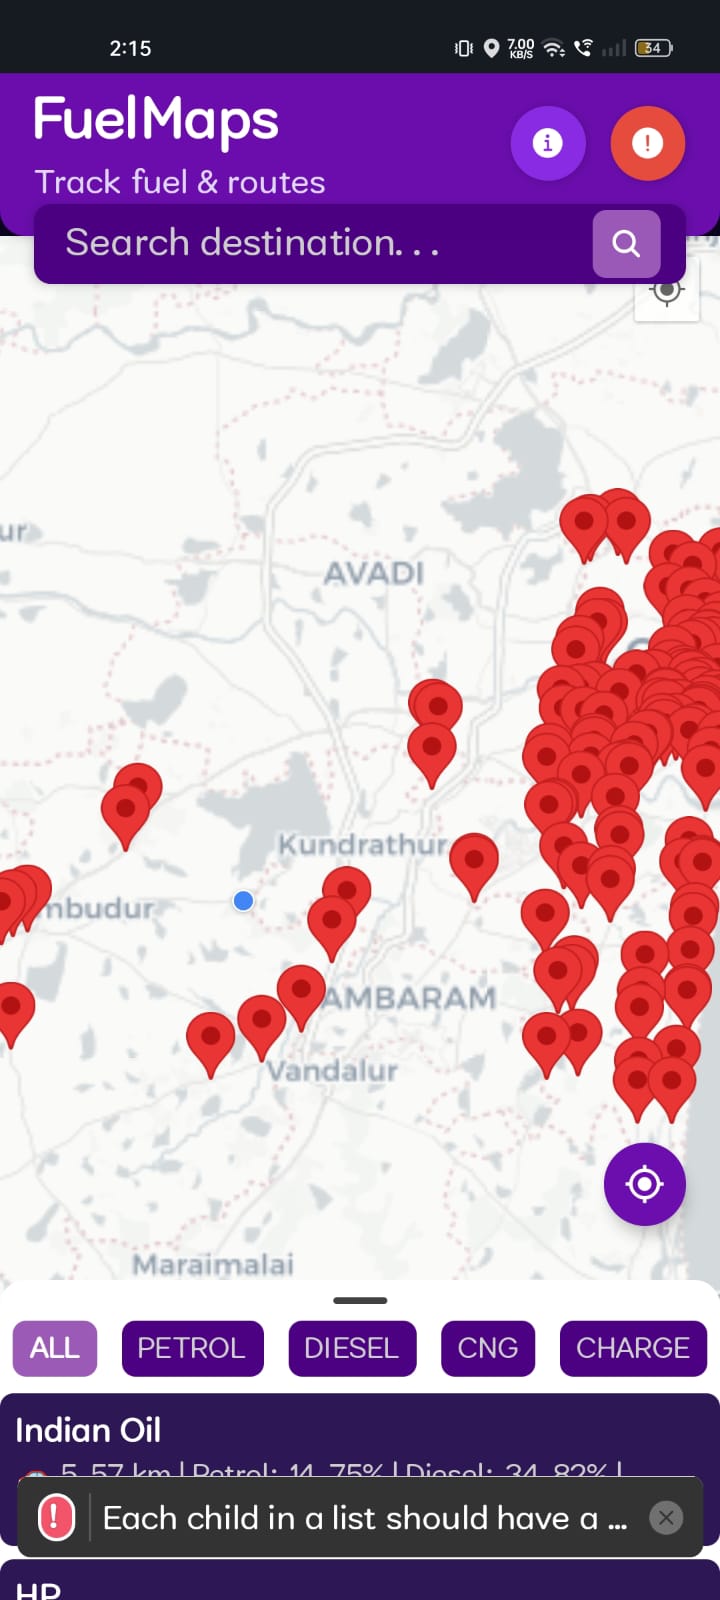 2:15
7.00
KB/S
34
FuelMaps
Track fuel & routes
Search destination. . .
ur
AVADI
Kundrathur
mbudur
AMBARAM
Vandalur
Maraimalai
ALL
PETROL
DIESEL
CNG
CHARGE
Indian Oil
5.57 km | Petrol: 14.75% | Diesel: 34.82% |
Each child in a list should have a ...
HP